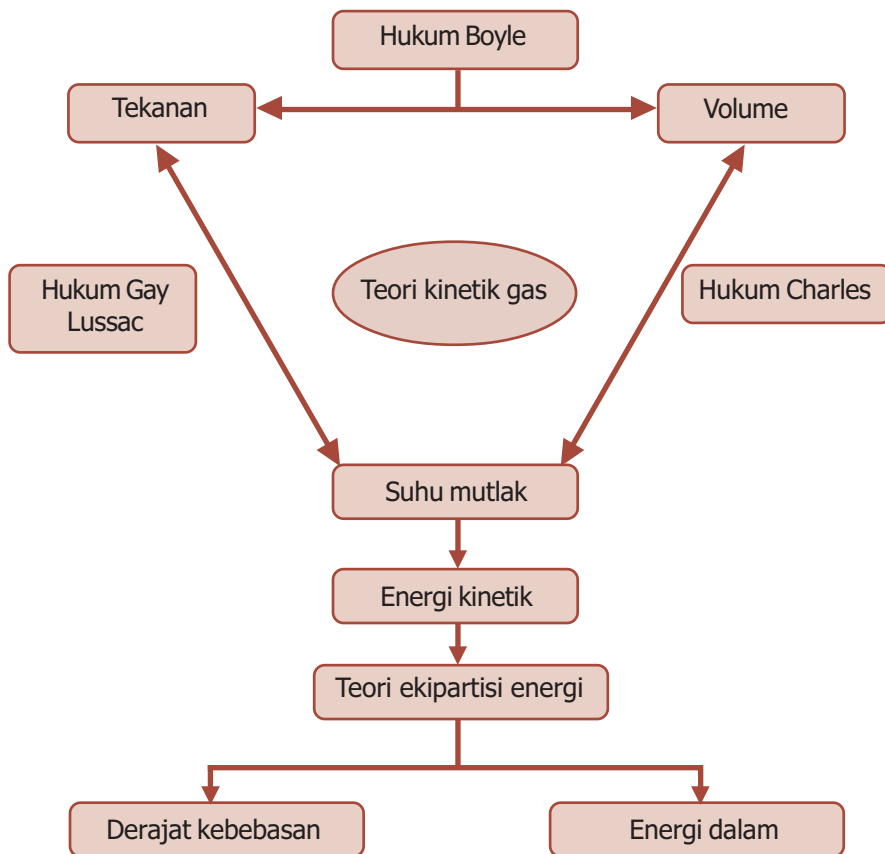 Hukum Boyle
Tekanan
Volume
Hukum Gay
Lussac
Teori kinetik gas
Hukum Charles
Suhu mutlak
Energi kinetik
Teori ekipartisi energi
Derajat kebebasan
Energi dalam